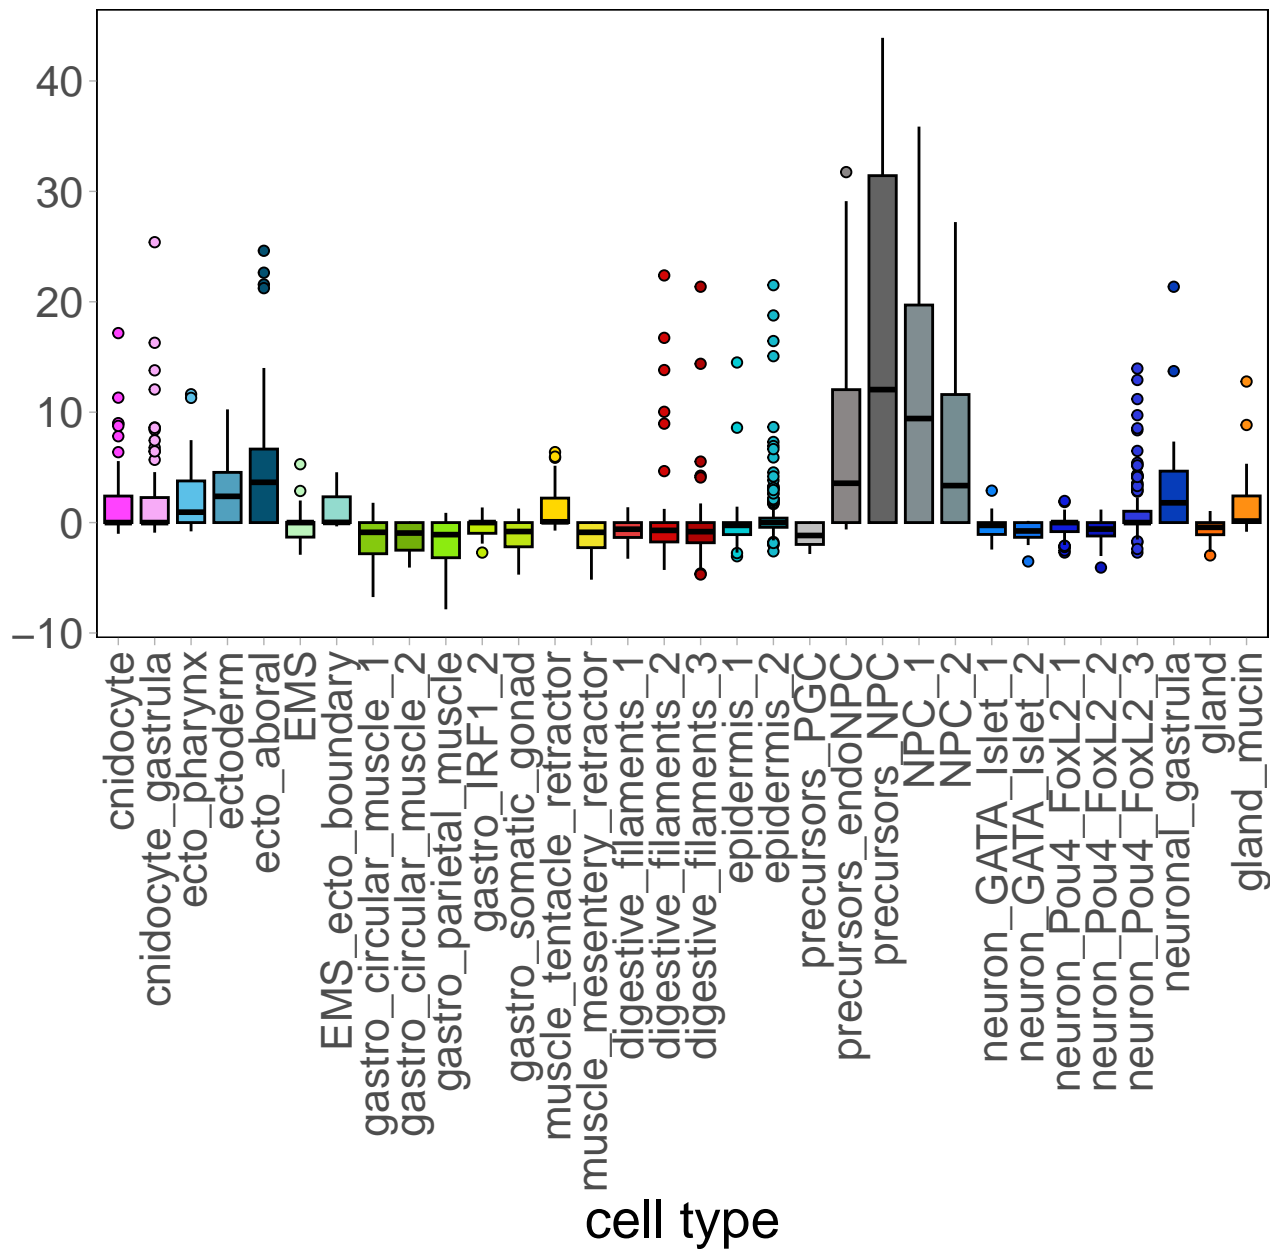 40
30
20
10
0
−10
cnidocyte
cnidocyte_gastrula
ecto_pharynx
ectoderm
ecto_aboral
EMS
EMS_ecto_boundary
gastro_circular_muscle_1
gastro_circular_muscle_2
gastro_parietal_muscle
gastro_IRF1_2
gastro_somatic_gonad
muscle_tentacle_retractor
muscle_mesentery_retractor
digestive_filaments_1
digestive_filaments_2
digestive_filaments_3
epidermis_1
epidermis_2
precursors_PGC
precursors_endoNPC
precursors_NPC
NPC_1
NPC_2
neuron_GATA_Islet_1
neuron_GATA_Islet_2
neuron_Pou4_FoxL2_1
neuron_Pou4_FoxL2_2
neuron_Pou4_FoxL2_3
neuronal_gastrula
gland
gland_mucin
cell type